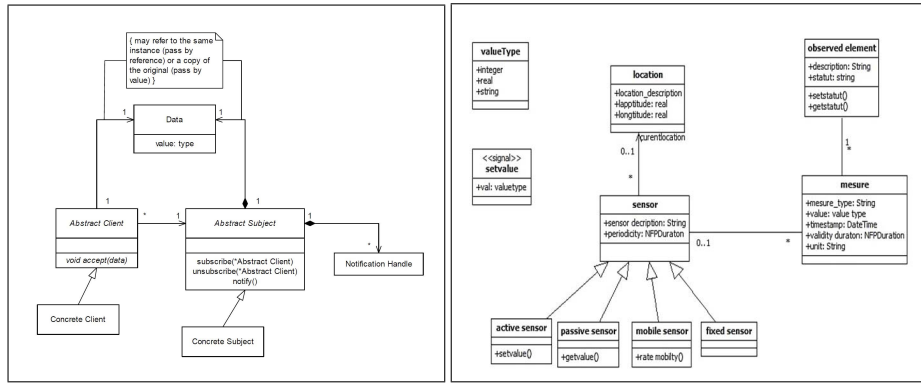 { may refer to the same
instance (pass by
reference) or a copy of
the original (pass by
value) }
1
1
Data
value: type
1
1
Abstract Client
void accept(data)
*
1
Abstract Subject
subscribe(*Abstract Client)
unsubscribe(*Abstract Client)
notify()
1
*
Notification Handle
Concrete Client
Concrete Subject
valueType
+integer
+real
+string
<<signal>>
setvalue
+val: valuetype
location
+location_description
+lapptitude: real
+longtitude: real
/curentlocation
0..1
*
observed element
+description: String
+statut: string
+setstatut()
+getstatut()
1
*
sensor
+sensor decription: String
+periodicity: NFPDuraton
0..1
*
mesure
+mesure_type: String
+value: value type
+timestamp: DateTime
+validity duraton: NFPDuration
+unit: String
active sensor
+setvalue()
passive sensor
+getvalue()
mobile sensor
+rate mobilty()
fixed sensor